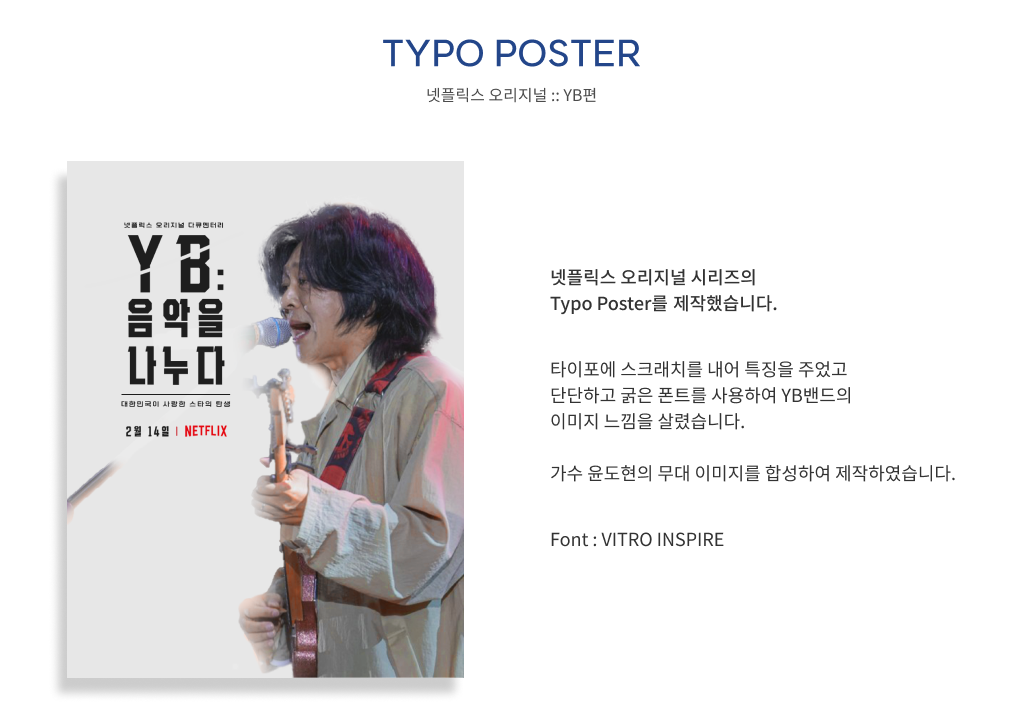 TYPO POSTER
넷플릭스 오리지널 :: YB편
넷플릭스 오리지널 다큐멘터리
YB:
음악을
나누다
대한민국이 사랑한 스타의 탄생
2월 14일 | NETFLIX
넷플릭스 오리지널 시리즈의
Typo Poster를 제작했습니다.
타이포에 스크래치를 내어 특징을 주었고
단단하고 굵은 폰트를 사용하여 YB밴드의
이미지 느낌을 살렸습니다.
가수 윤도현의 무대 이미지를 합성하여 제작하였습니다.
Font : VITRO INSPIRE